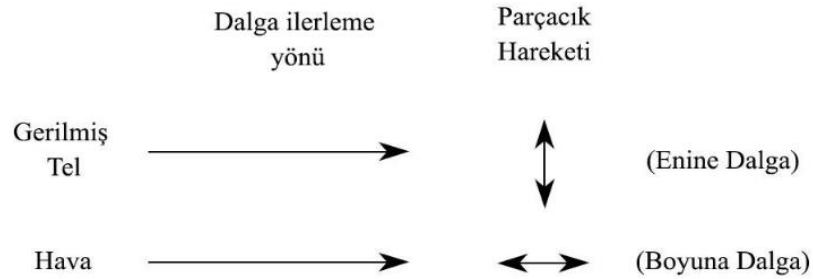 Dalga ilerleme
yönü
Parçacık
Hareketi
Gerilmiş
Tel
(Enine Dalga)
Hava
(Boyuna Dalga)